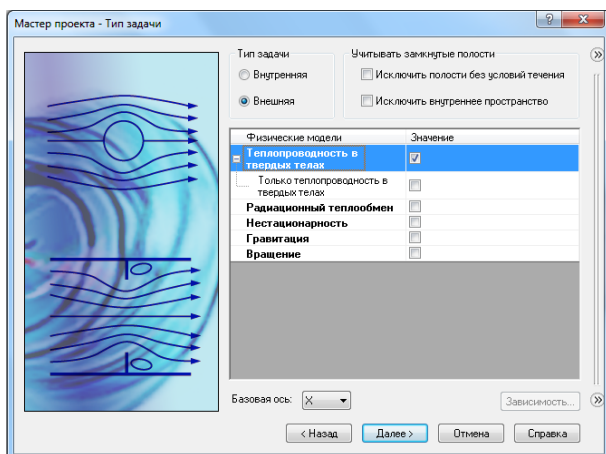 Мастер проекта - Тип задачи
Тип задачи
Учитывать замкнутые полости
Внутренняя
Исключить полости без условий течения
Внешняя
Исключить внутреннее пространство
Физические модели
Значение
Теплопроводность в
твердых телах
Только теплопроводность в
твердых телах
Радиационный теплообмен
Нестационарность
Гравитация
Вращение
Базовая ось:
X
Зависимость...
< Назад
Далее >
Отмена
Справка